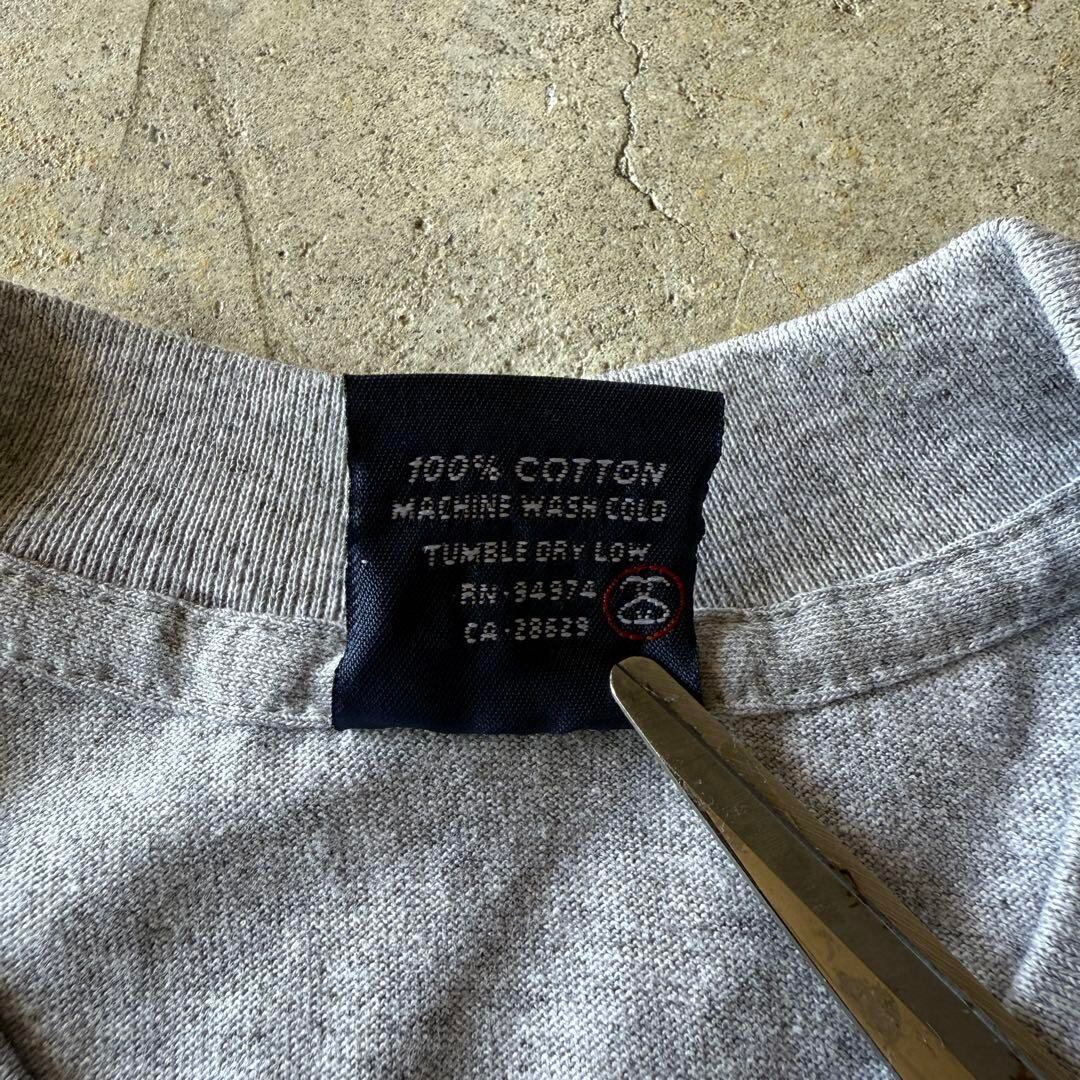 100% COTTON
MACHINE WASH COLD
TUMBLE DRY LOW
RN·94974
CA·28629